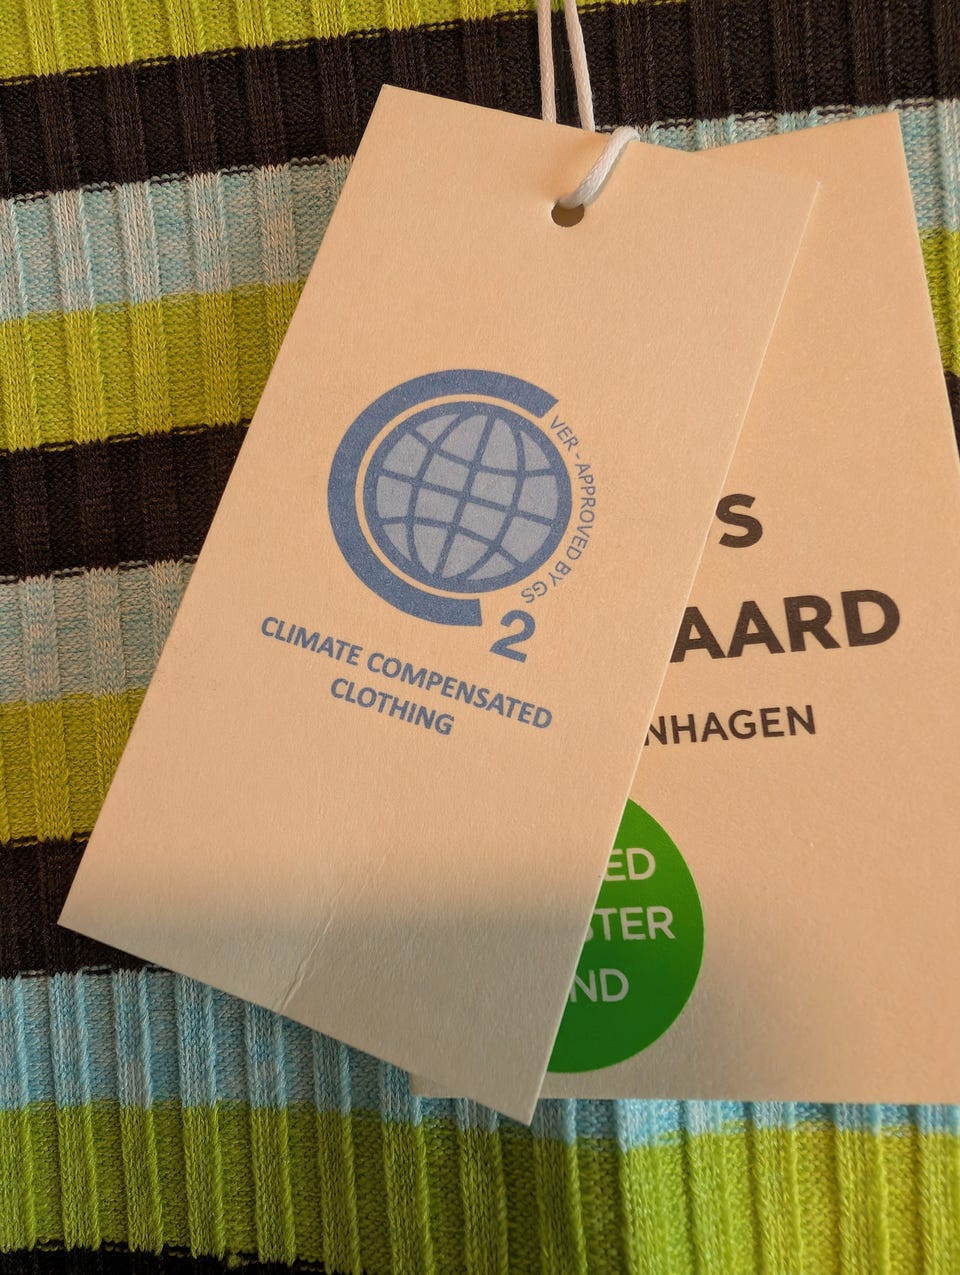 VER - APPROVED BY GS
2
CLIMATE COMPENSATED
CLOTHING
S
AARD
NHAGEN
ED
STER
ND